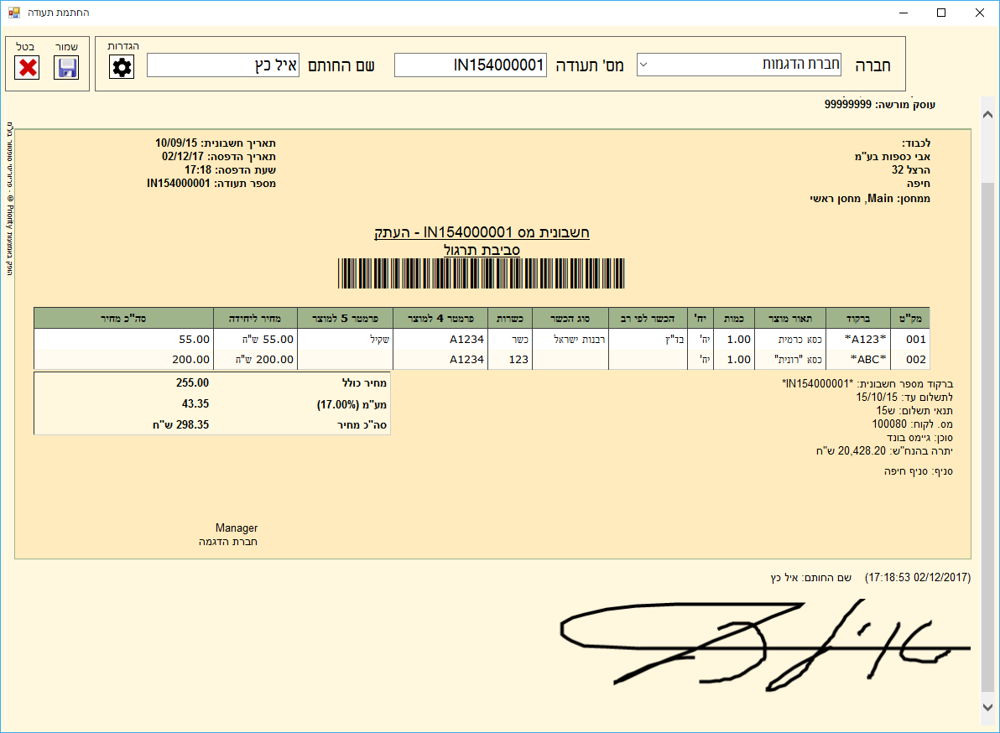 החתמת תעודה
חברה חברת הדגמות מס' תעודה IN154000001 שם החותם איל כץ הגדרות שמור בטל
עוסק מורשה: 99999999
לכבוד:
אבי כספות בע"מ
הרצל 32
חיפה
ממחסן: Main, מחסן ראשי
תאריך חשבונית: 10/09/15
תאריך הדפסה: 02/12/17
שעת הדפסה: 17:18
מספר תעודה: IN154000001
חשבונית מס IN154000001 - העתק
סביבת תרגול
מק"ט ברקוד תאור מוצר כמות יח' הכשר לפי רב סוג הכשר כשרות פרמטר 4 למוצר פרמטר 5 למוצר מחיר ליחידה סה"כ מחיר
001 *A123* כסא כרמית 1.00 יח' בד"ץ רבנות ישראל כשר A1234 שקיל 55.00 ש"ח 55.00
002 *ABC* כסא "רונית" 1.00 יח' 123 A1234 200.00 ש"ח 200.00
מחיר כולל 255.00
מע"מ (17.00%) 43.35
סה"כ מחיר 298.35 ש"ח
ברקוד מספר חשבונית: *IN154000001*
לתשלום עד: 15/10/15
תנאי תשלום: ש15
מס. לקוח: 100080
סוכן: גיימס בונד
יתרה בהנח"ש: 20,428.20 ש"ח
סניף: סניף חיפה
Manager
חברת הדגמה
שם החותם: איל כץ (17:18:53 02/12/2017)
הופק באמצעות Priority ® - פריוריטי סופטוור בע"מ